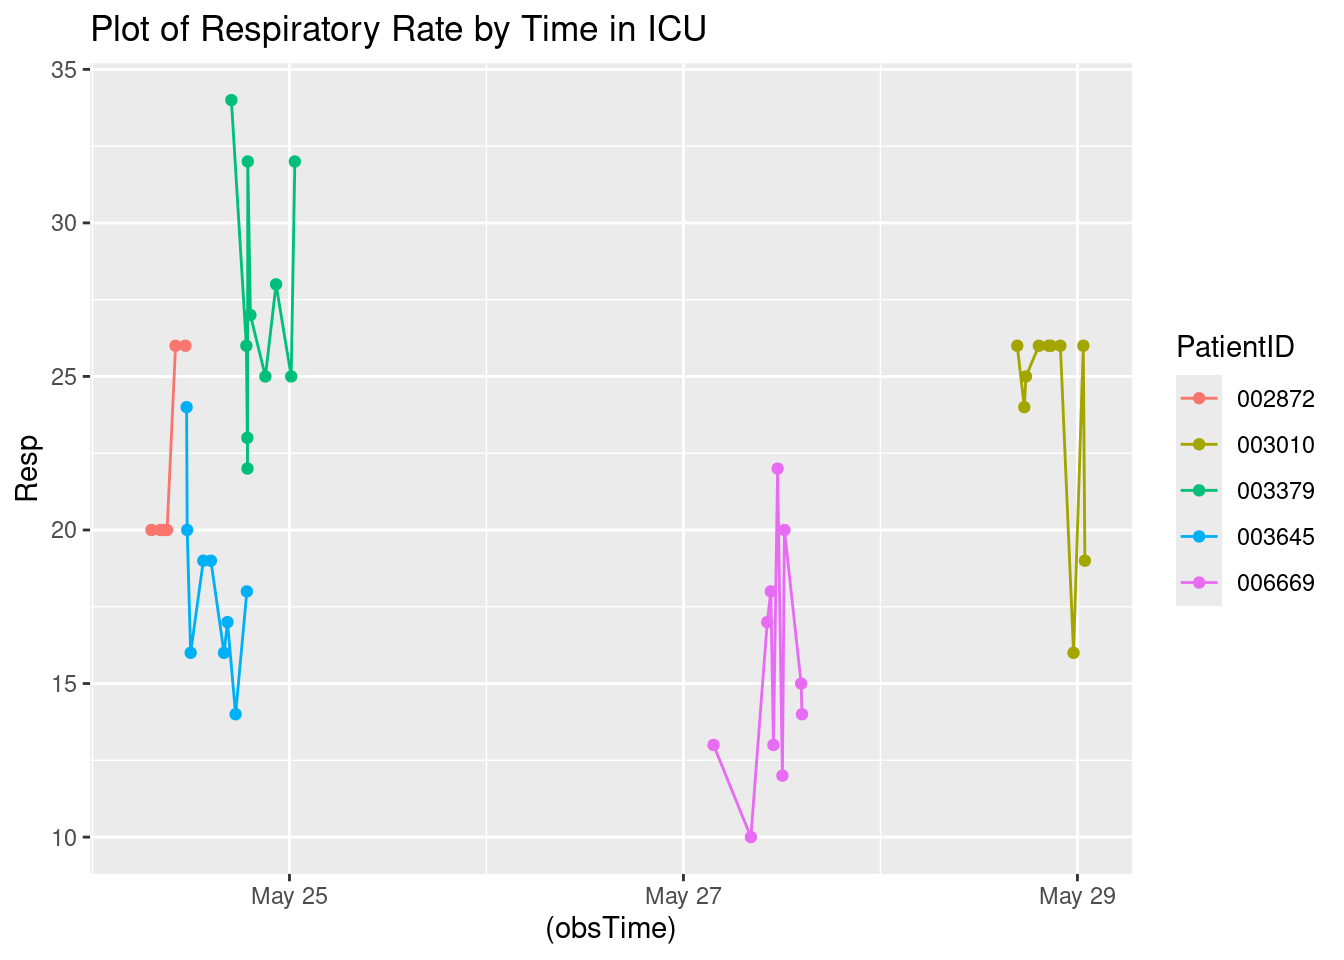 Plot of Respiratory Rate by Time in ICU
35
30
25
20
15
10
Resp
May 25
May 27
May 29
(obsTime)
PatientID
002872
003010
003379
003645
006669